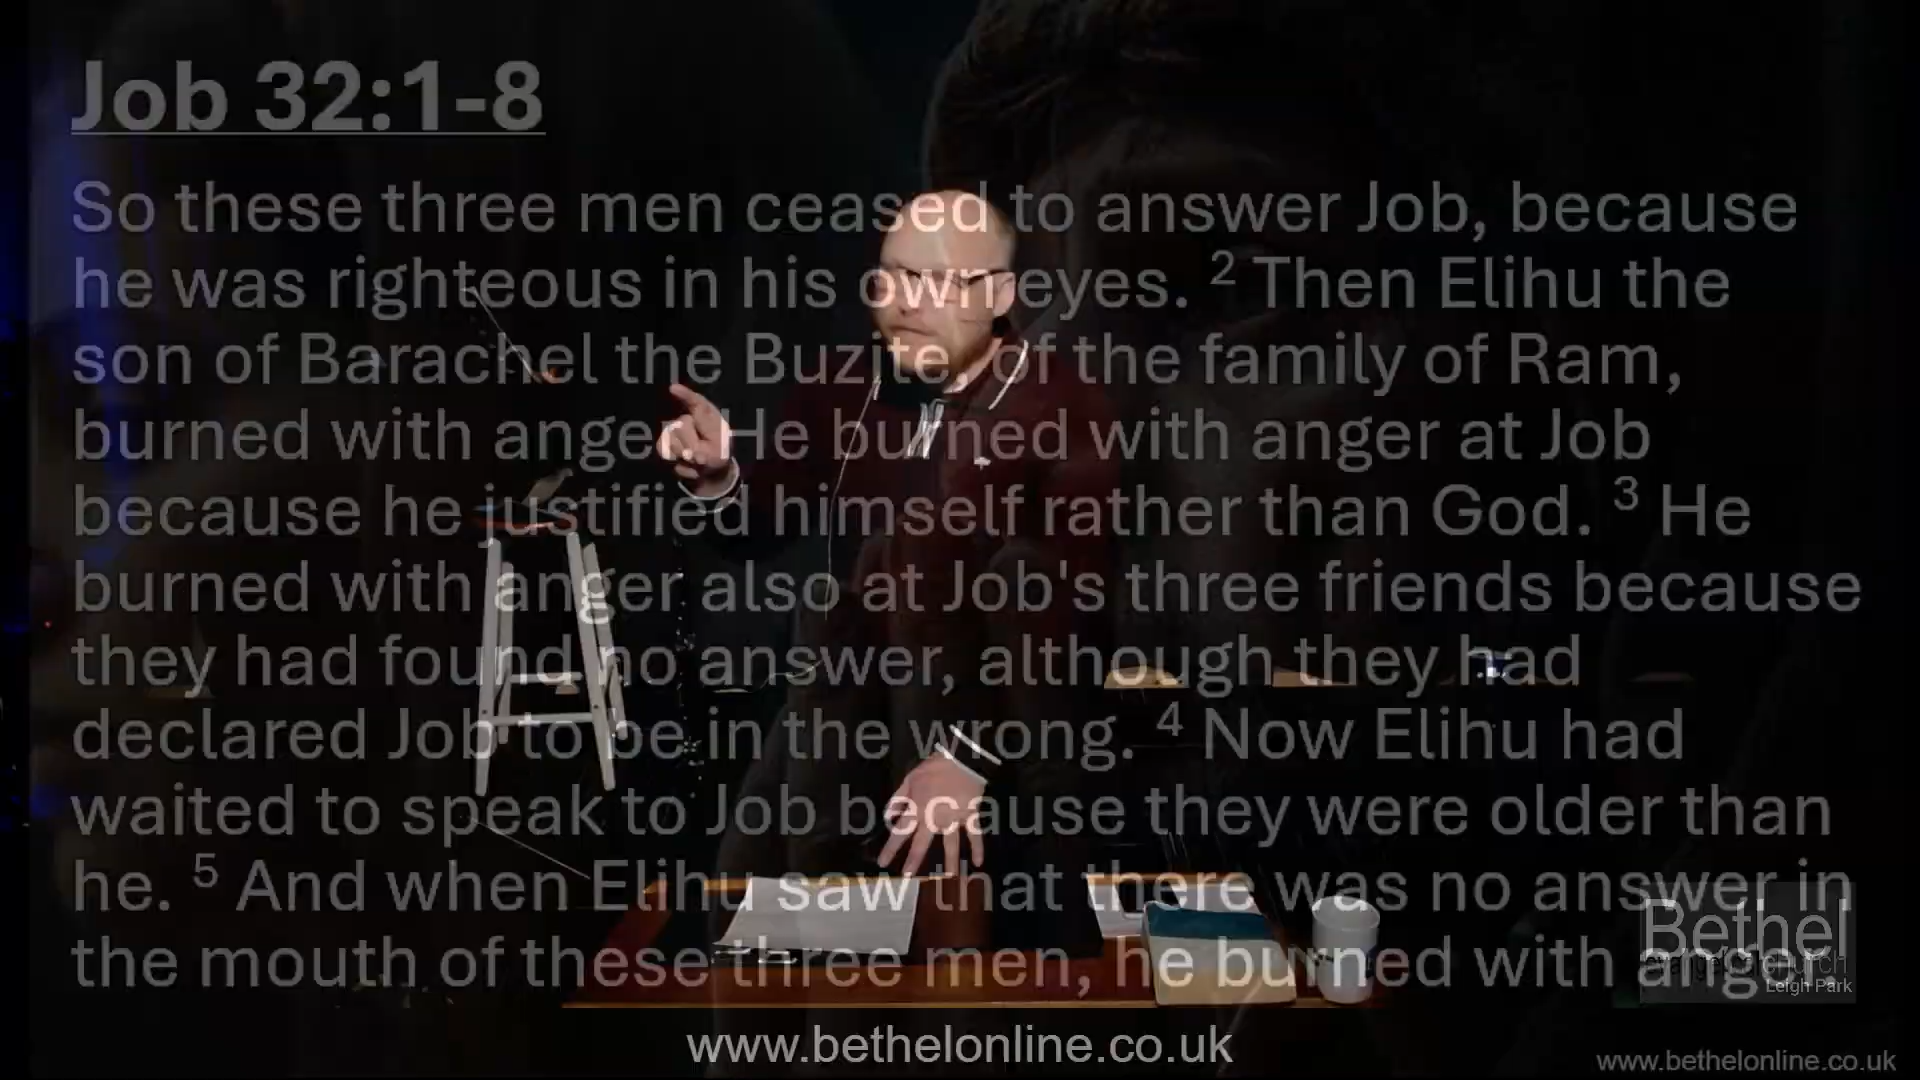 Job 32:1-8
So these three men ceased to answer Job, because
he was righteous in his own eyes. 2 Then Elihu the
son of Barachel the Buzite, of the family of Ram,
burned with anger. He burned with anger at Job
because he justified himself rather than God. 3 He
burned with anger also at Job's three friends because
they had found no answer, although they had
declared Job to be in the wrong. 4 Now Elihu had
waited to speak to Job because they were older than
he. 5 And when Elihu saw that there was no answer in
the mouth of these three men, he burned with anger.
Bethel
evangelical church
Leigh Park
www.bethelonline.co.uk
www.bethelonline.co.uk